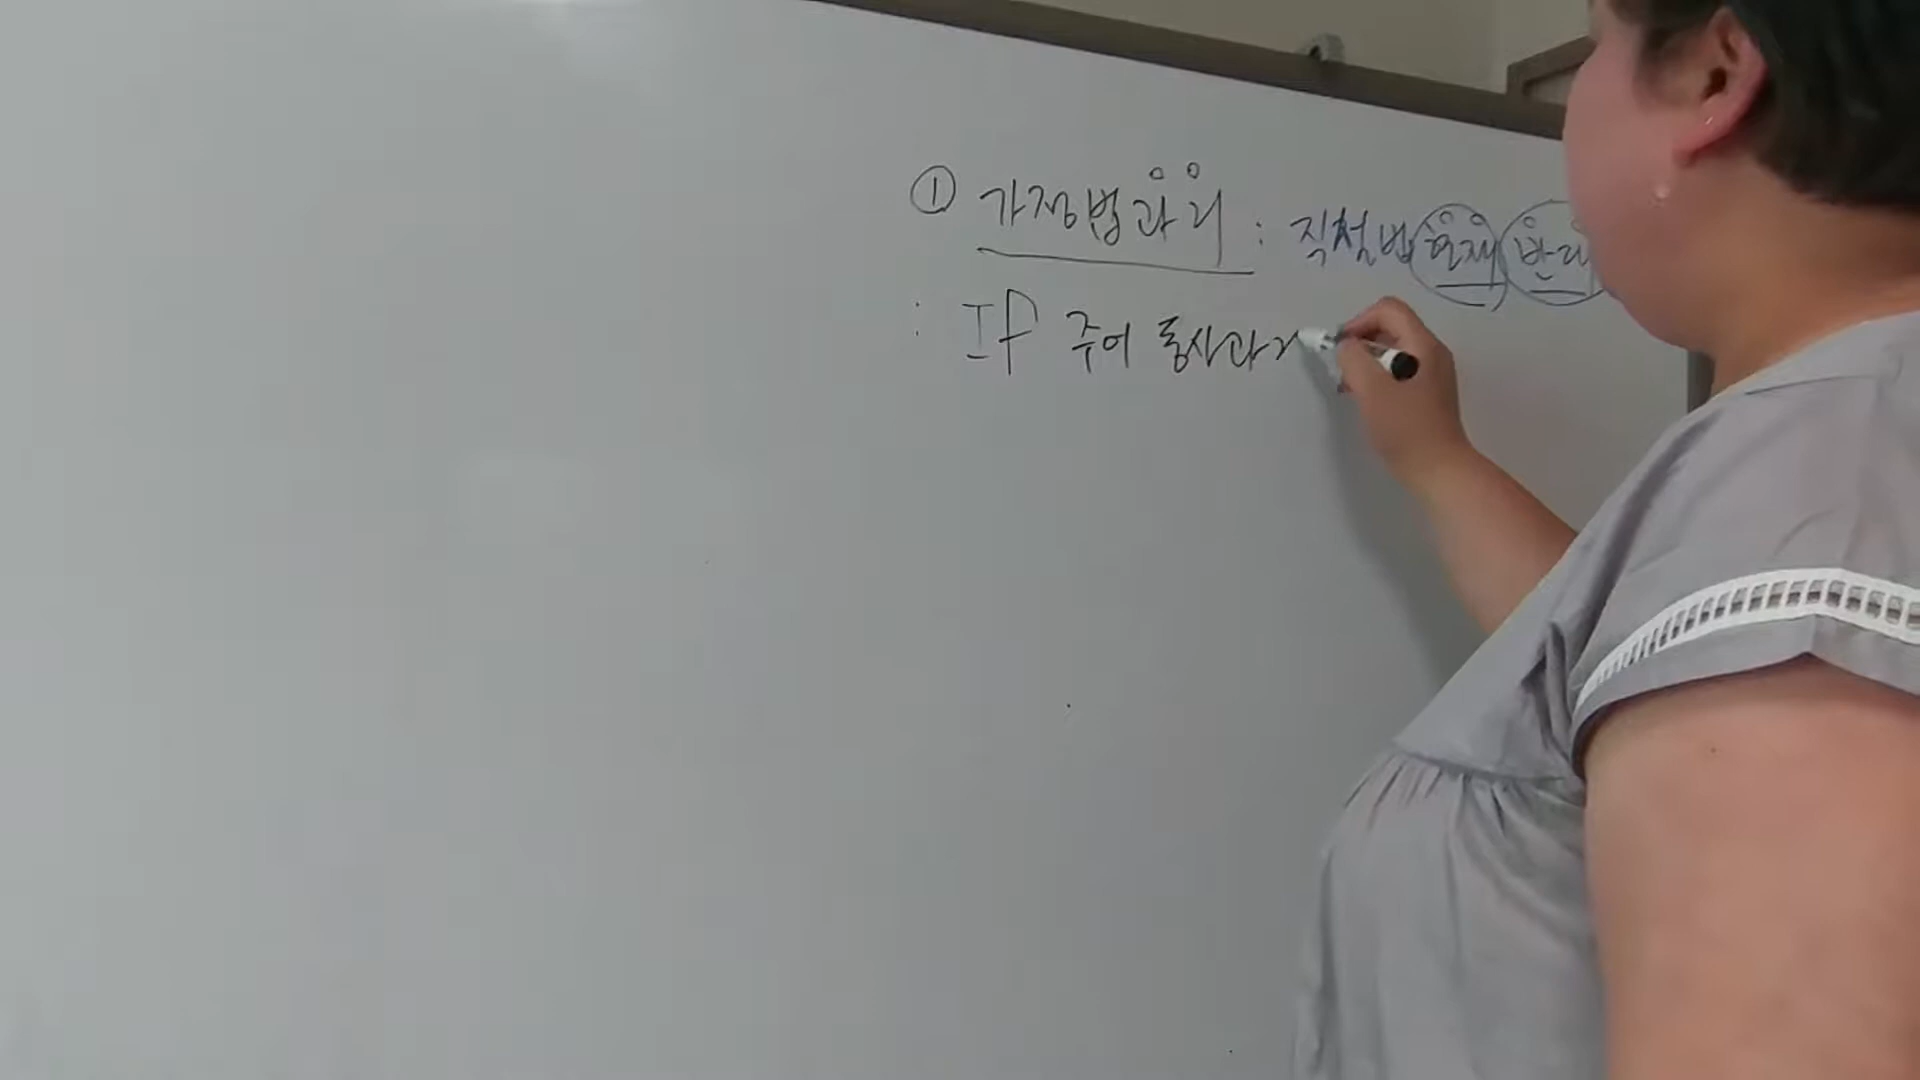 ① 가정법과거 : 직설법 현재 반대
: If 주어 동사과거